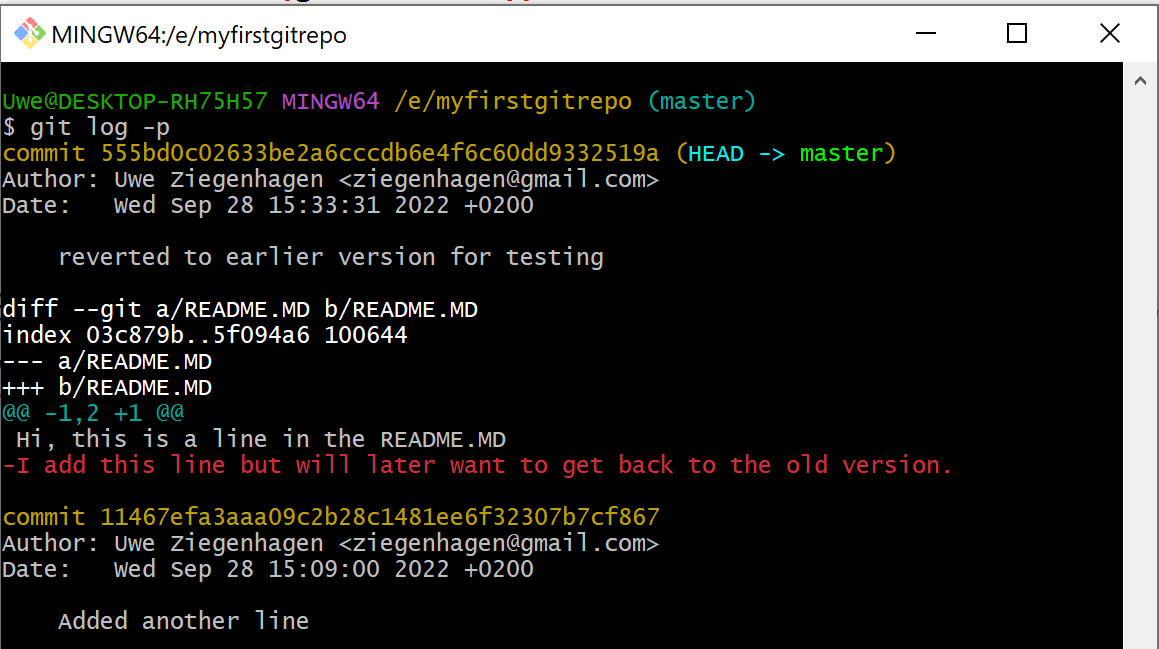 MINGW64:/e/myfirstgitrepo
Uwe@DESKTOP-RH75H57 MINGW64 /e/myfirstgitrepo (master)
$ git log -p
commit 555bd0c02633be2a6cccdb6e4f6c60dd9332519a (HEAD -> master)
Author: Uwe Ziegenhagen <ziegenhagen@gmail.com>
Date:   Wed Sep 28 15:33:31 2022 +0200
    reverted to earlier version for testing
diff --git a/README.MD b/README.MD
index 03c879b..5f094a6 100644
--- a/README.MD
+++ b/README.MD
@@ -1,2 +1 @@
 Hi, this is a line in the README.MD
-I add this line but will later want to get back to the old version.
commit 11467efa3aaa09c2b28c1481ee6f32307b7cf867
Author: Uwe Ziegenhagen <ziegenhagen@gmail.com>
Date:   Wed Sep 28 15:09:00 2022 +0200
    Added another line